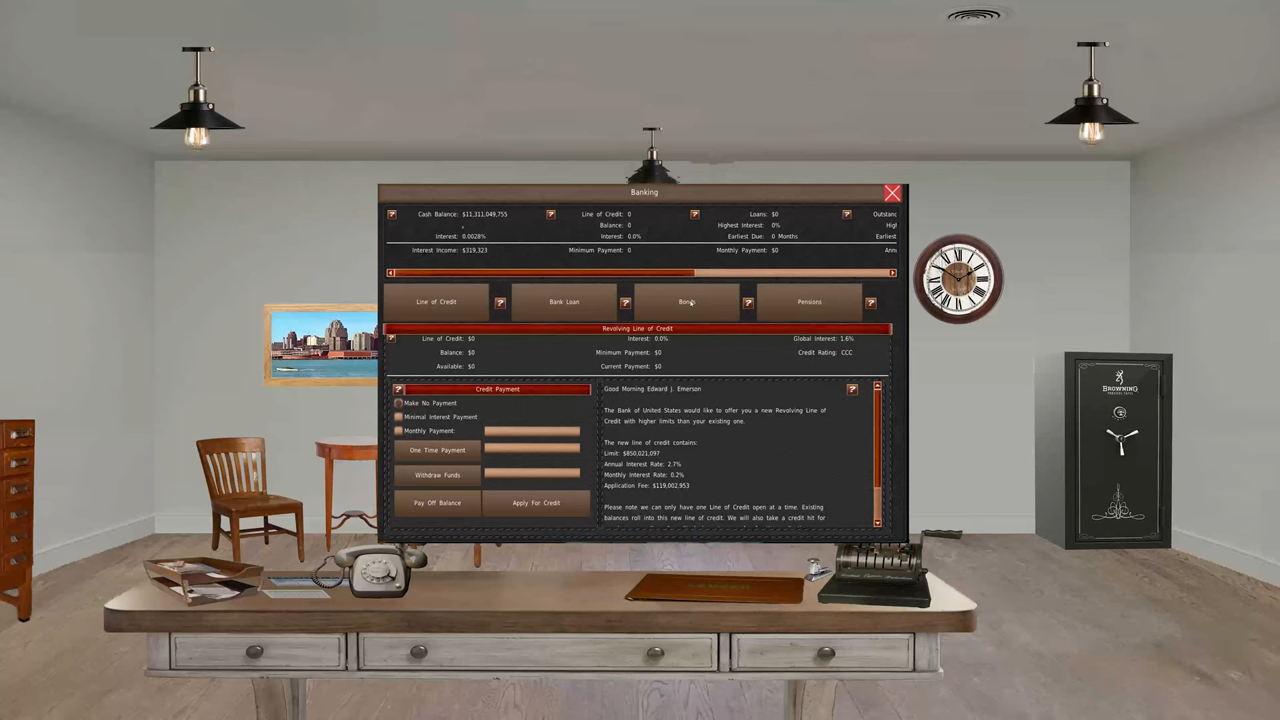 Banking
Cash Balance: $11,311,049,755
Line of Credit: 0
Loans: $0
Outstanc
,
Balance: 0
Highest Interest: 0%
Higl
Interest: 0.0028%
Interest: 0.0%
Earliest Due: 0 Months
Earliest
Interest Income: $319,323
Minimum Payment: 0
Monthly Payment: $0
Ann
Line of Credit
?
Bank Loan
?
Bonds
?
Pensions
?
Revolving Line of Credit
Line of Credit: $0
Interest: 0.0%
Global Interest: 1.6%
Balance: $0
Minimum Payment: $0
Credit Rating: CCC
Available: $0
Current Payment: $0
Credit Payment
Make No Payment
Minimal Interest Payment
Monthly Payment:
One Time Payment
Withdraw Funds
Pay Off Balance
Apply For Credit
Good Morning Edward J. Emerson
The Bank of United States would like to offer you a new Revolving Line of
Credit with higher limits than your existing one.
The new line of credit contains:
Limit: $850,021,097
Annual Interest Rate: 2.7%
Monthly Interest Rate: 0.2%
Application Fee: $119,002,953
Please note we can only have one Line of Credit open at a time. Existing
balances roll into this new line of credit. We will also take a credit hit for
BROWNING